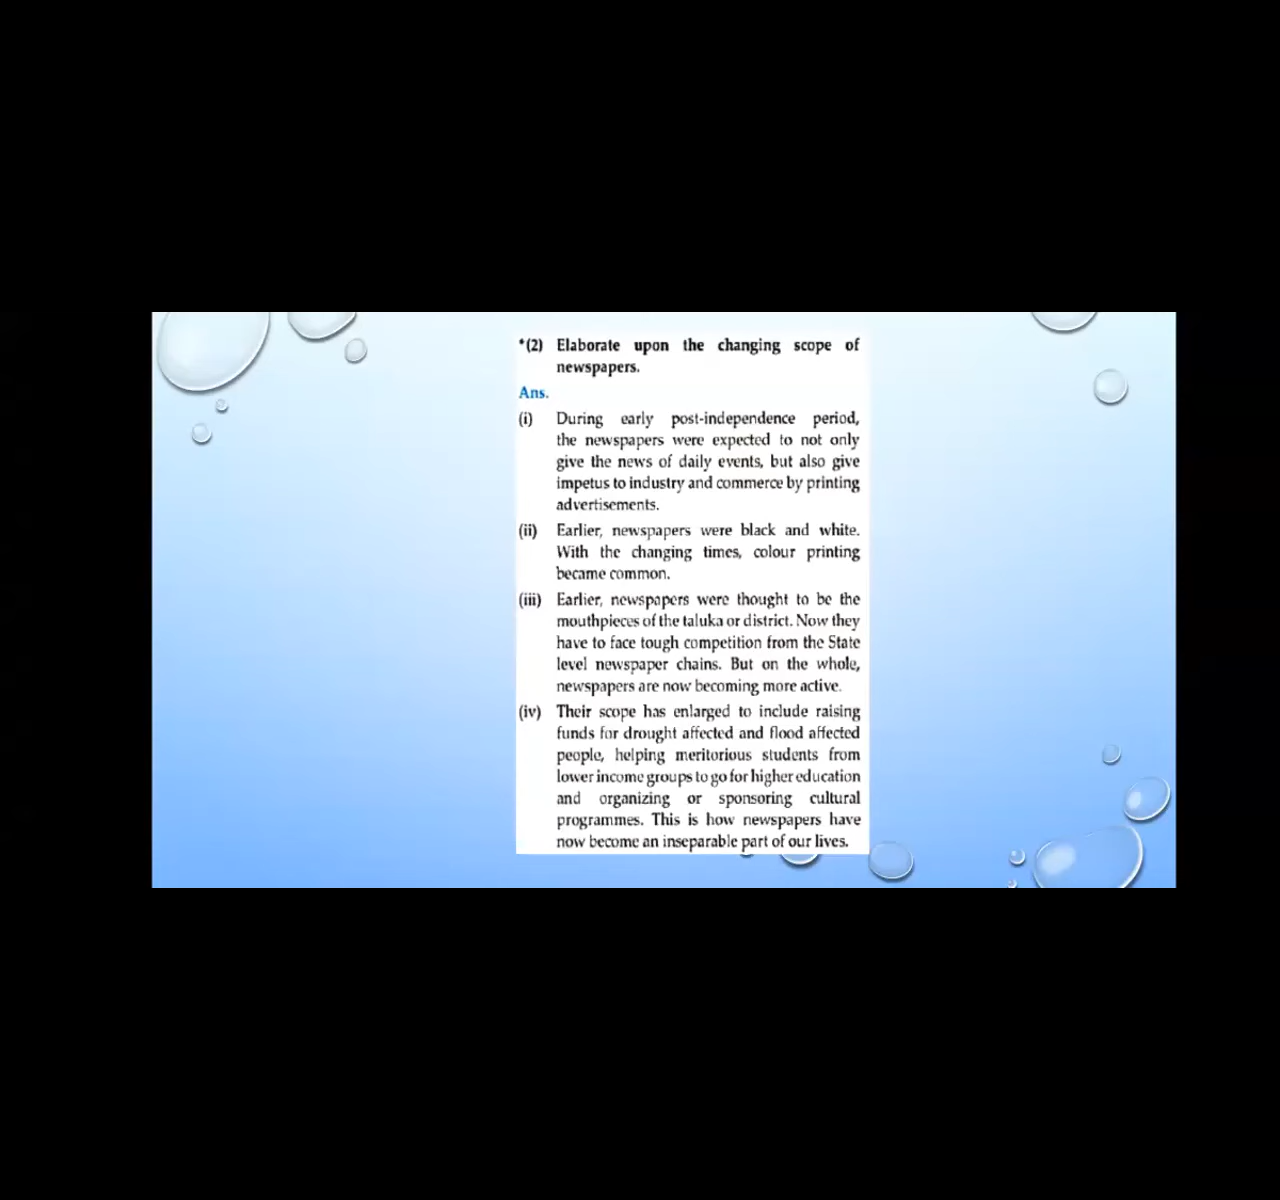 *(2) Elaborate upon the changing scope of
newspapers.
Ans.
(i) During early post-independence period,
the newspapers were expected to not only
give the news of daily events, but also give
impetus to industry and commerce by printing
advertisements.
(ii) Earlier, newspapers were black and white.
With the changing times, colour printing
became common.
(iii) Earlier, newspapers were thought to be the
mouthpieces of the taluka or district. Now they
have to face tough competition from the State
level newspaper chains. But on the whole,
newspapers are now becoming more active.
(iv) Their scope has enlarged to include raising
funds for drought affected and flood affected
people, helping meritorious students from
lower income groups to go for higher education
and organizing or sponsoring cultural
programmes. This is how newspapers have
now become an inseparable part of our lives.